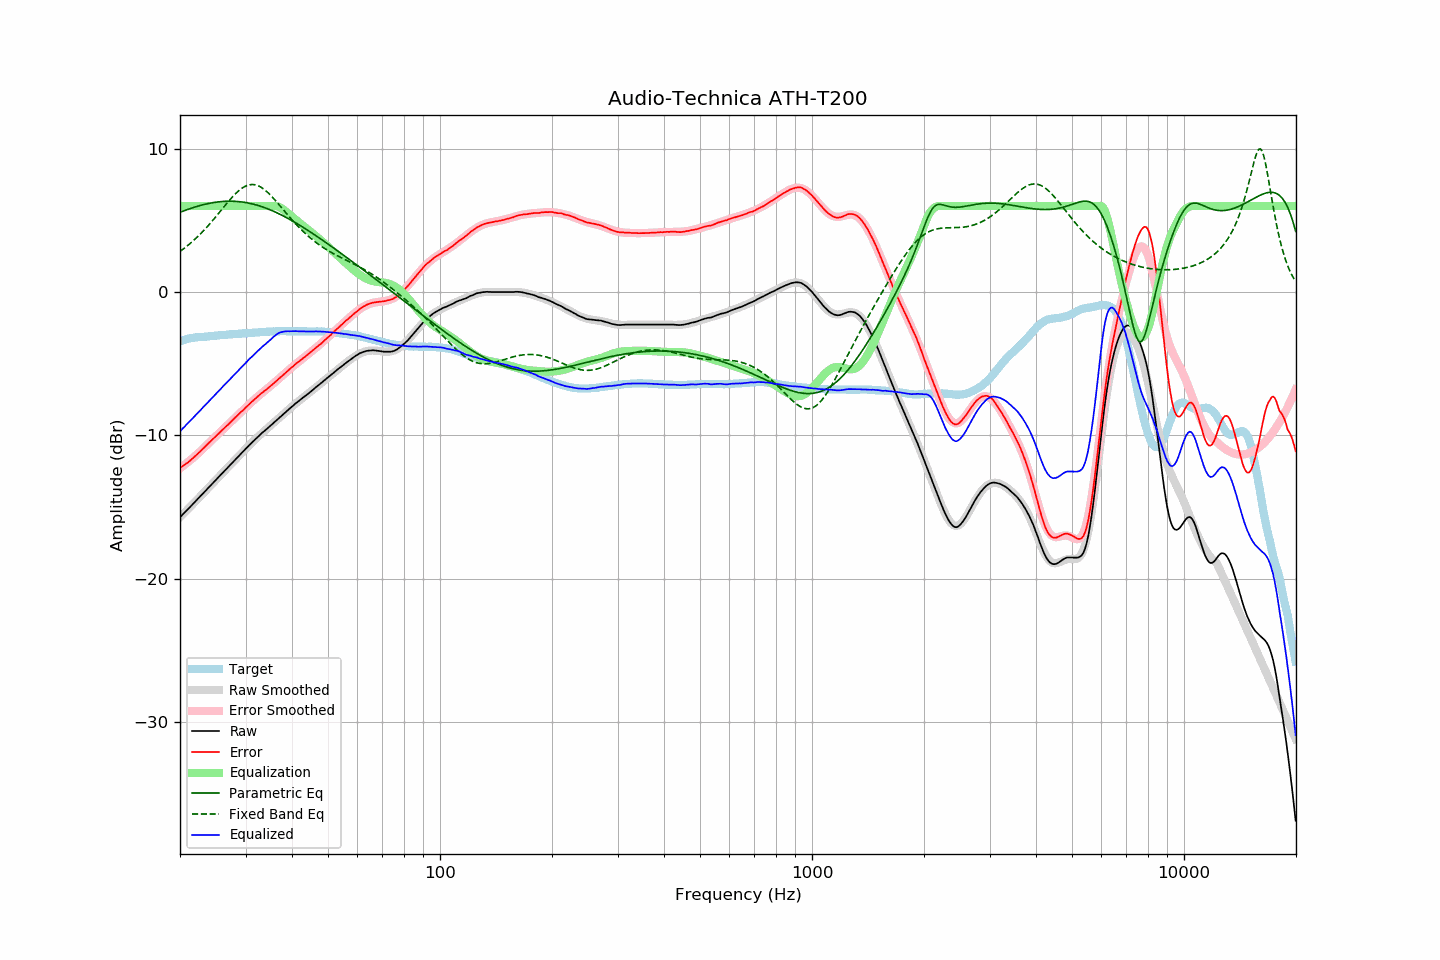 Audio-Technica ATH-T200
Amplitude (dBr)
10
0
−10
−20
−30
Target
Raw Smoothed
Error Smoothed
Raw
Error
Equalization
Parametric Eq
Fixed Band Eq
Equalized
100 1000 10000
Frequency (Hz)